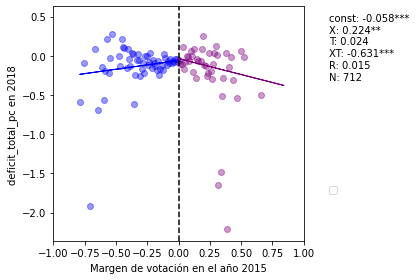 const: -0.058***
X: 0.224**
T: 0.024
XT: -0.631***
R: 0.015
N: 712
deficit_total_pc en 2018
0.5
0.0
−0.5
−1.0
−1.5
−2.0
−1.00 −0.75 −0.50 −0.25 0.00 0.25 0.50 0.75 1.00
Margen de votación en el año 2015